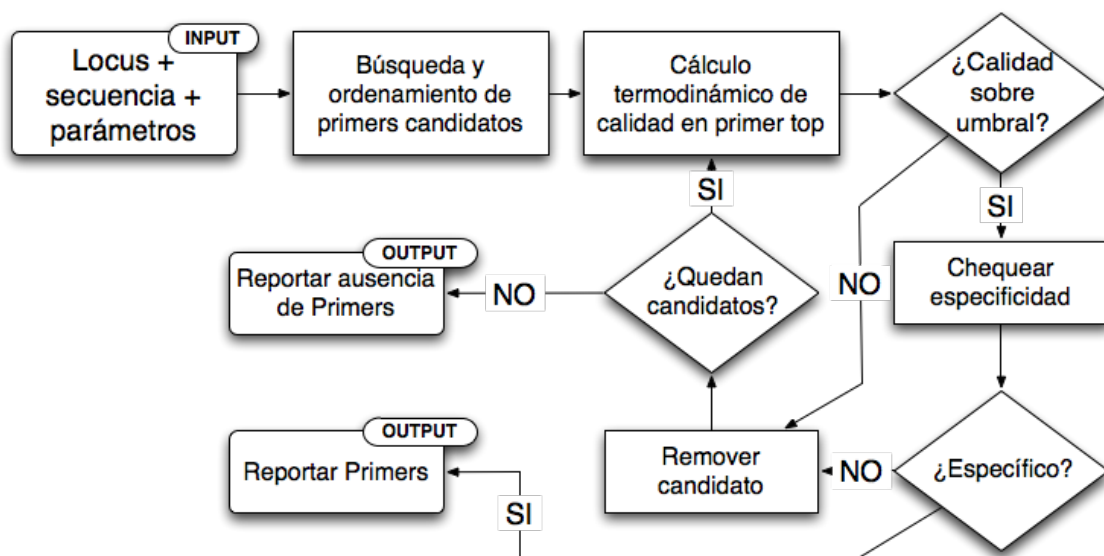 INPUT
Locus +
secuencia +
parámetros
Búsqueda y
ordenamiento de
primers candidatos
Cálculo
termodinámico de
calidad en primer top
¿Calidad
sobre
umbral?
SI
SI
NO
Chequear
especificidad
OUTPUT
Reportar ausencia
de Primers
NO
¿Quedan
candidatos?
OUTPUT
Reportar Primers
SI
Remover
candidato
NO
¿Específico?